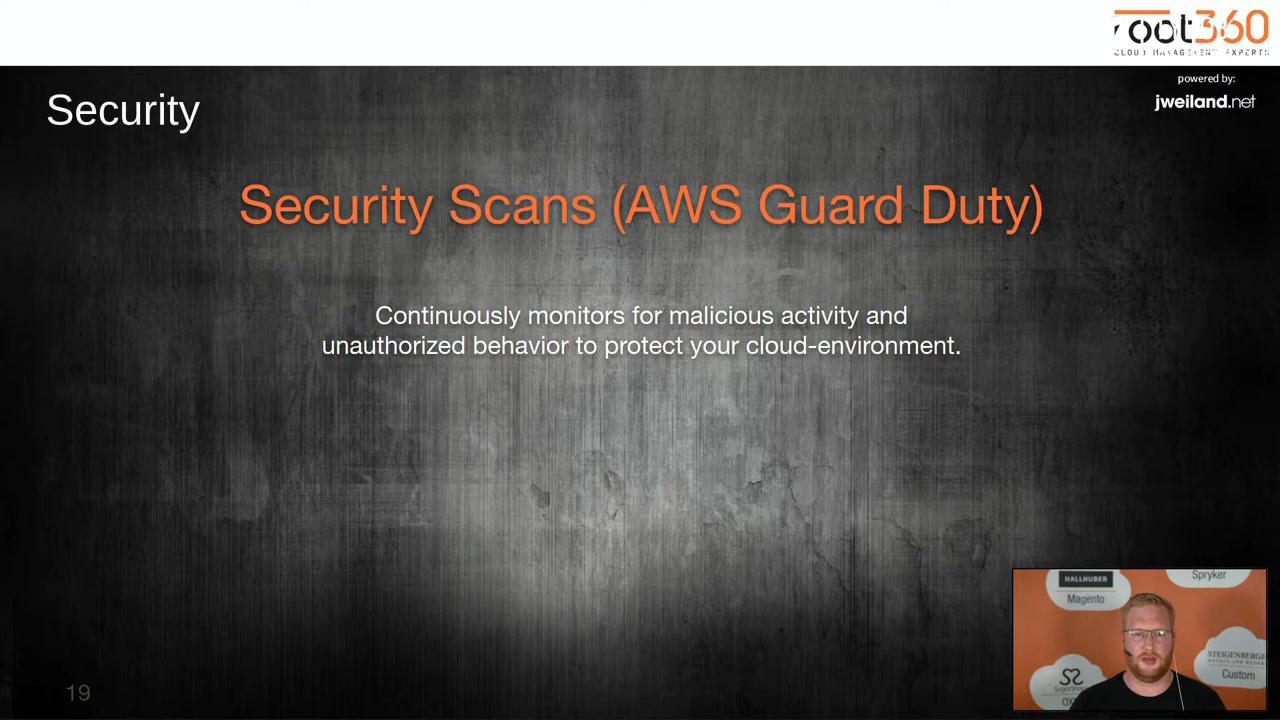 root360
CLOUD MANAGEMENT EXPERTS
powered by:
jweiland.net
Security
Security Scans (AWS Guard Duty)
Continuously monitors for malicious activity and
unauthorized behavior to protect your cloud-environment.
HALLHUBER
Magento
Spryker
STEIGENBERGER
Custom
19